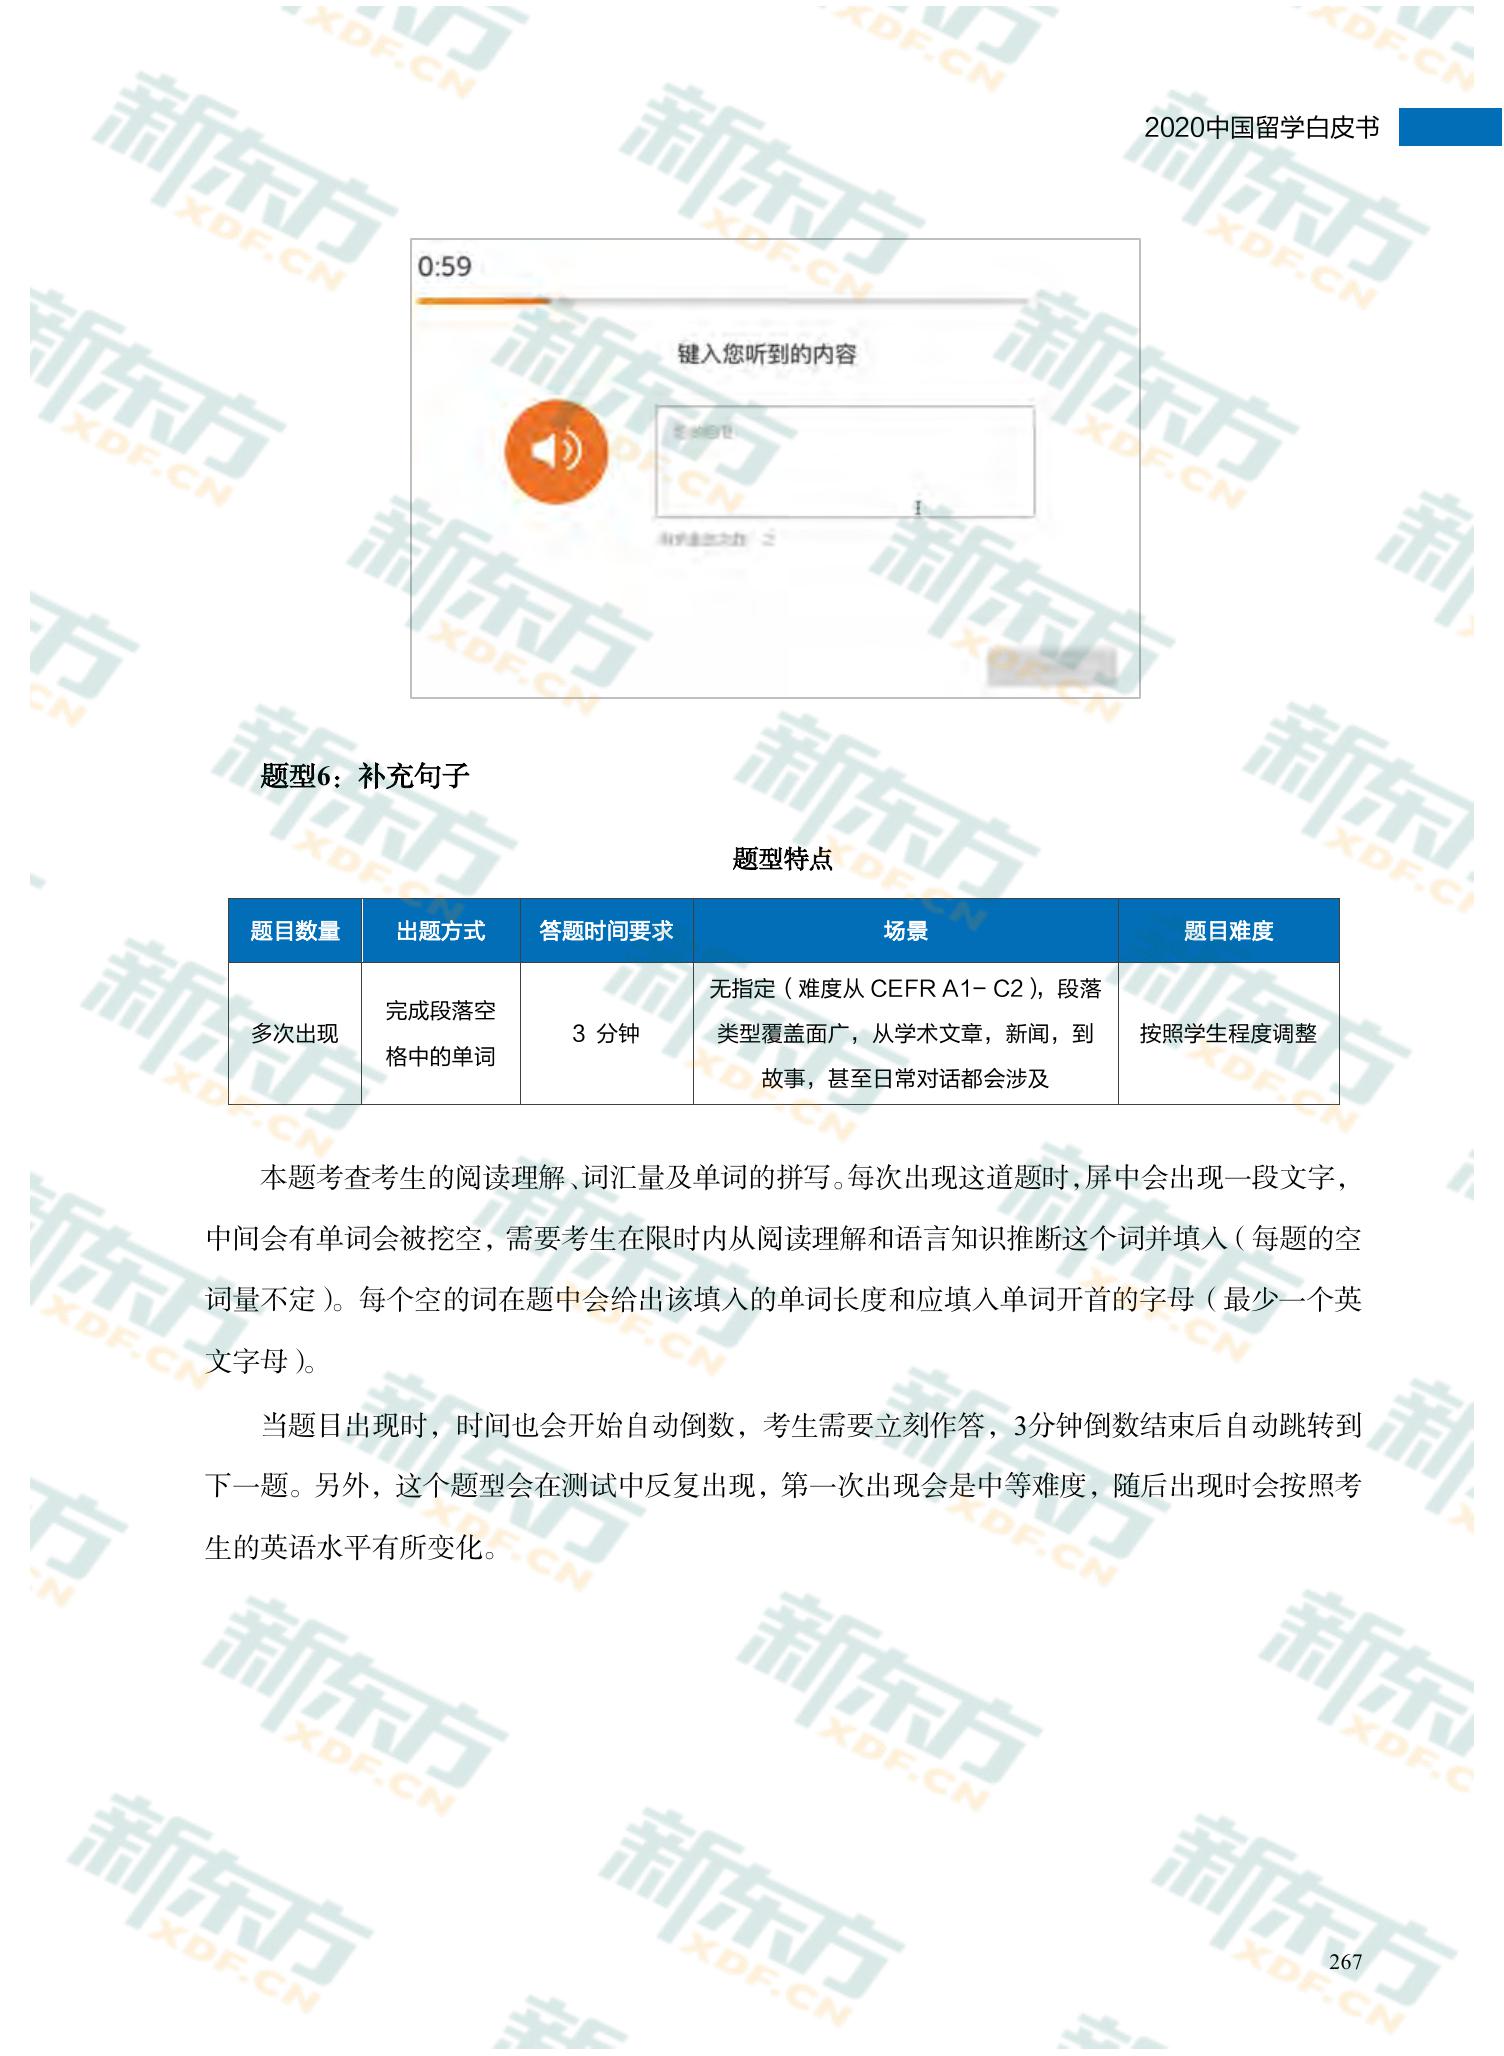 2020中国留学白皮书
0:59
键入您听到的内容
题型6：补充句子
题型特点
题目数量 出题方式 答题时间要求 场景 题目难度
多次出现 完成段落空格中的单词 3 分钟 无指定（难度从 CEFR A1- C2），段落类型覆盖面广，从学术文章，新闻，到故事，甚至日常对话都会涉及 按照学生程度调整
本题考查考生的阅读理解、词汇量及单词的拼写。每次出现这道题时，屏中会出现一段文字，
中间会有单词会被挖空，需要考生在限时内从阅读理解和语言知识推断这个词并填入（每题的空
词量不定）。每个空的词在题中会给出该填入的单词长度和应填入单词开首的字母（最少一个英
文字母）。
当题目出现时，时间也会开始自动倒数，考生需要立刻作答，3分钟倒数结束后自动跳转到
下一题。另外，这个题型会在测试中反复出现，第一次出现会是中等难度，随后出现时会按照考
生的英语水平有所变化。
267
新东方
XDF.CN